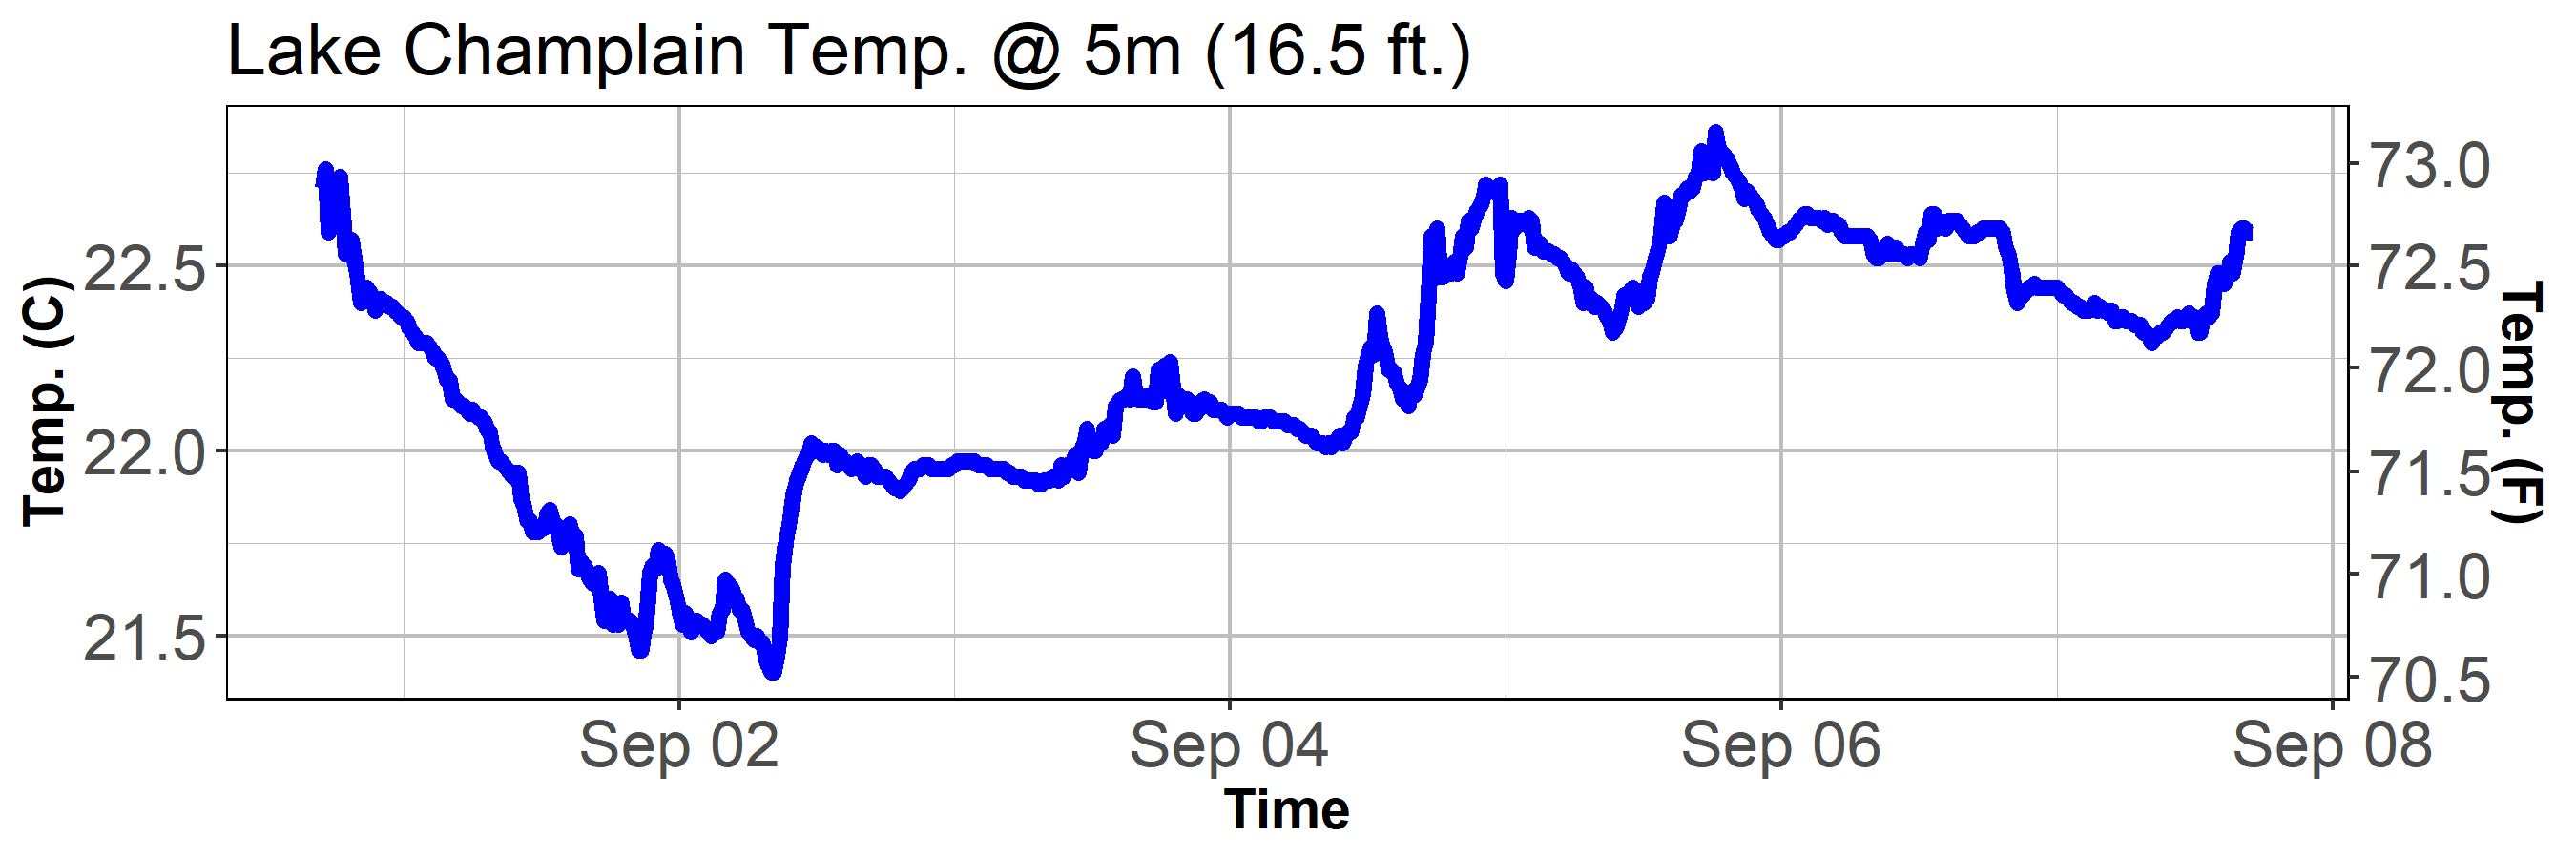 Lake Champlain Temp. @ 5m (16.5 ft.)
Temp. (C)
22.5
22.0
21.5
73.0
72.5
72.0
71.5
71.0
70.5
Temp. (F)
Sep 02
Sep 04
Sep 06
Sep 08
Time